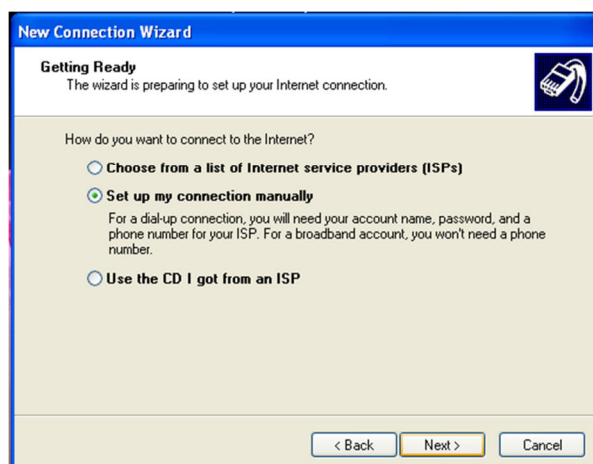 New Connection Wizard
Getting Ready
The wizard is preparing to set up your Internet connection.
How do you want to connect to the Internet?
Choose from a list of Internet service providers (ISPs)
Set up my connection manually
For a dial-up connection, you will need your account name, password, and a
phone number for your ISP. For a broadband account, you won't need a phone
number.
Use the CD I got from an ISP
< Back Next > Cancel